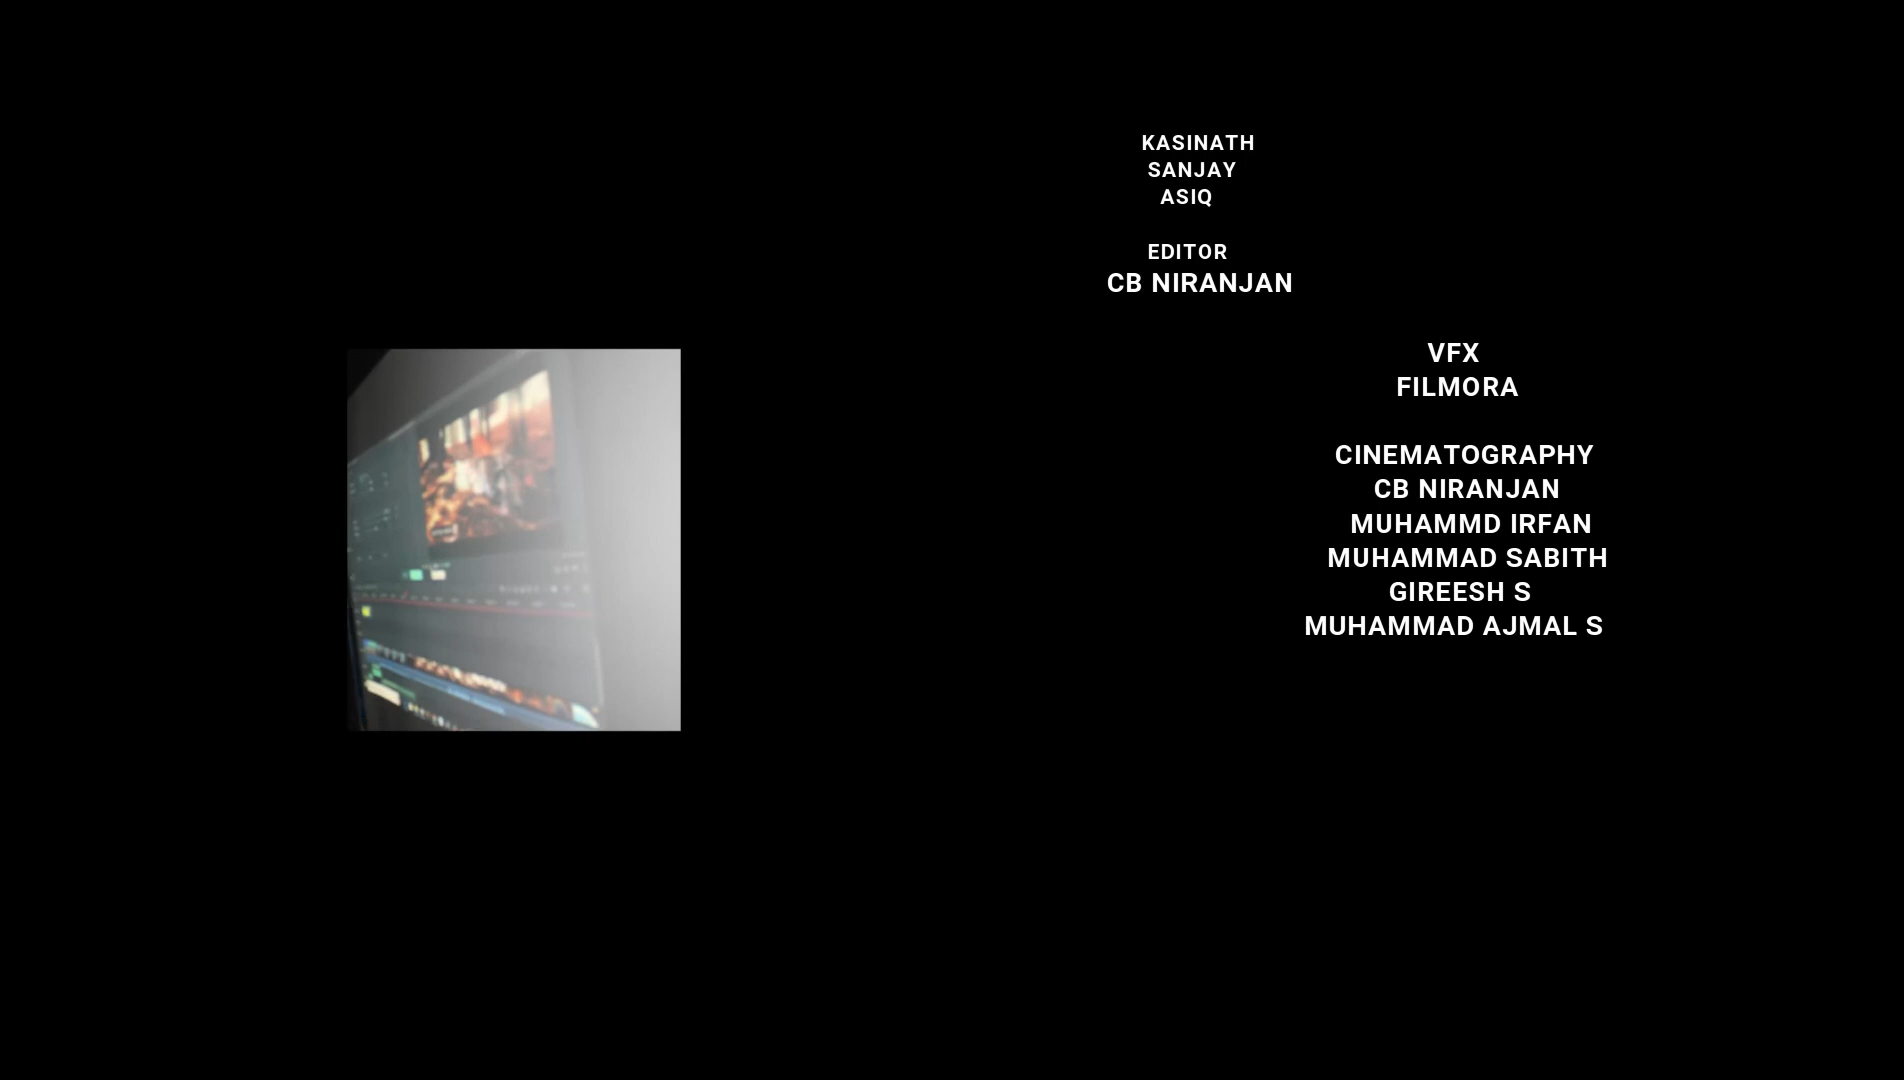 KASINATH
SANJAY
ASIQ
EDITOR
CB NIRANJAN
VFX
FILMORA
CINEMATOGRAPHY
CB NIRANJAN
MUHAMMD IRFAN
MUHAMMAD SABITH
GIREESH S
MUHAMMAD AJMAL S